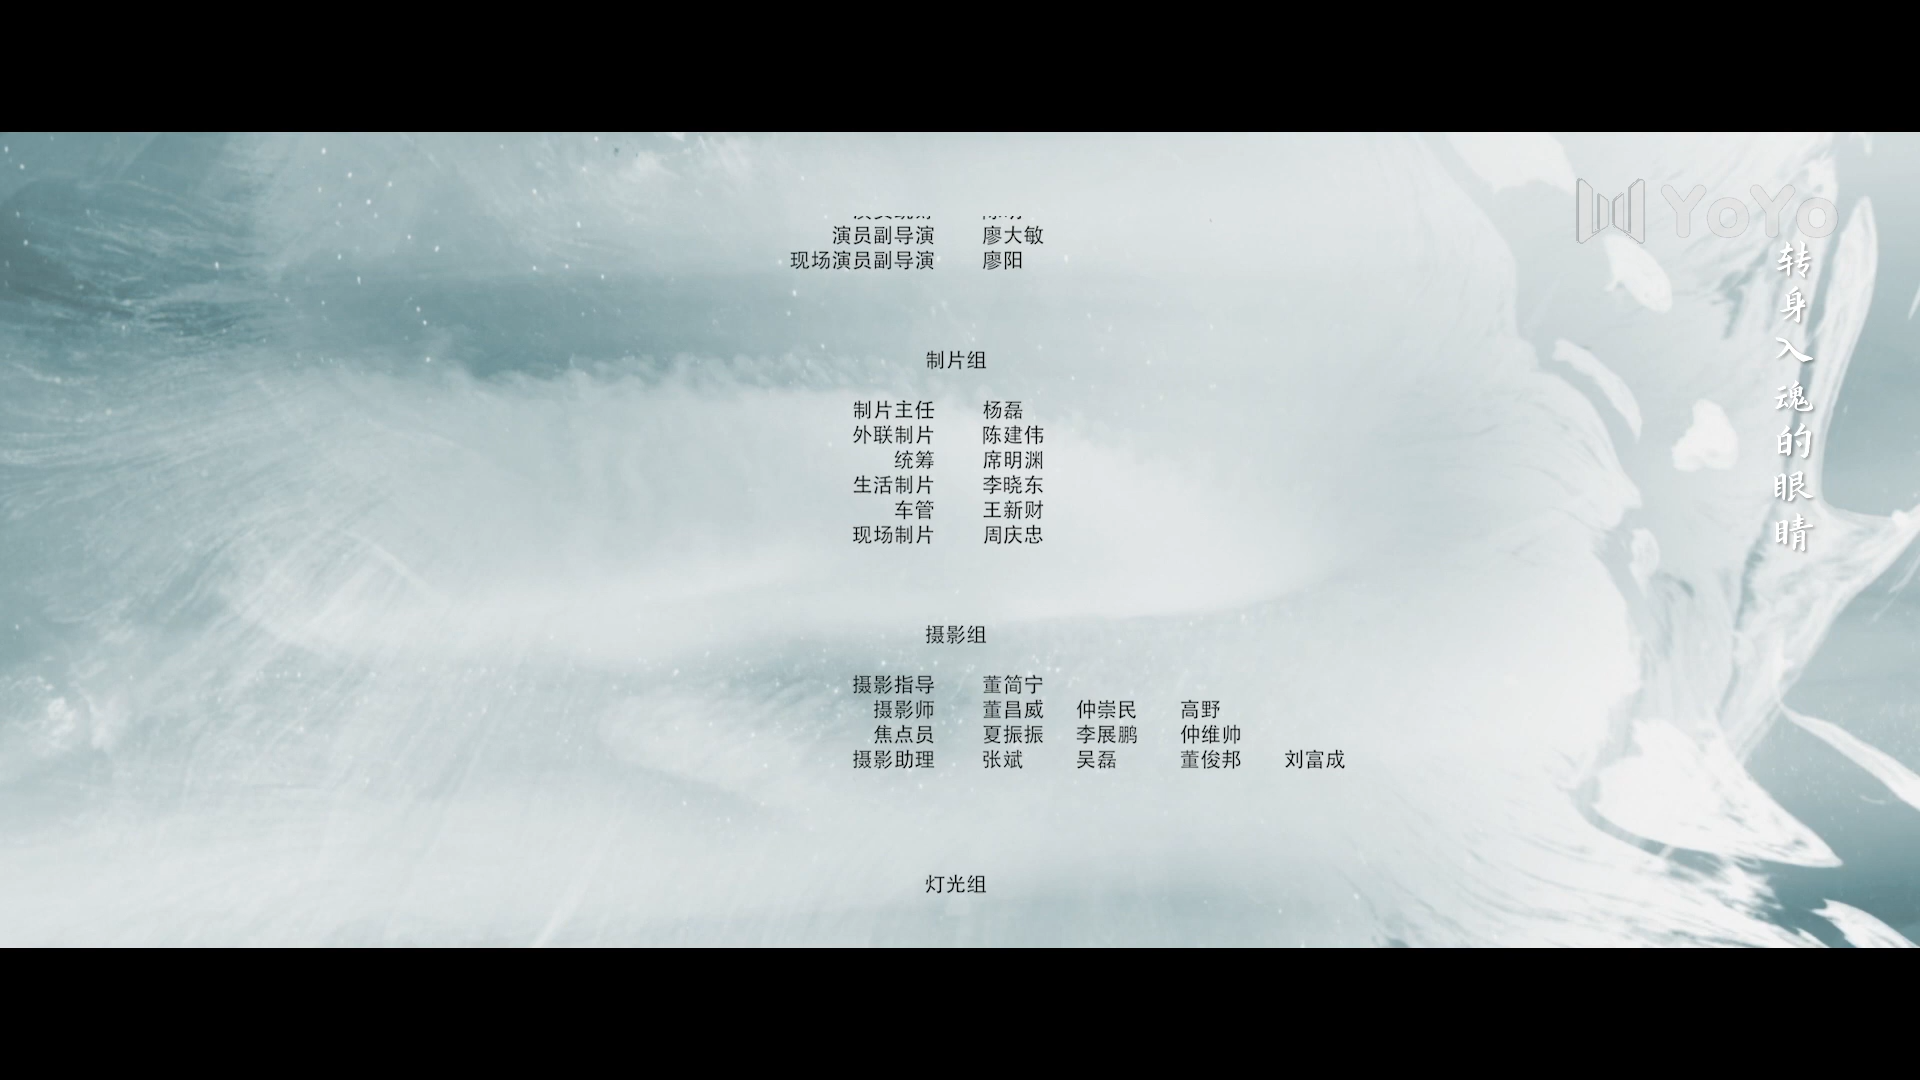 YoYo
演员副导演 廖大敏
现场演员副导演 廖阳
制片组
制片主任 杨磊
外联制片 陈建伟
统筹 席明渊
生活制片 李晓东
车管 王新财
现场制片 周庆忠
摄影组
摄影指导 董简宁
摄影师 董昌威 仲崇民 高野
焦点员 夏振振 李展鹏 仲维帅
摄影助理 张斌 吴磊 董俊邦 刘富成
灯光组
转身入魂的眼睛